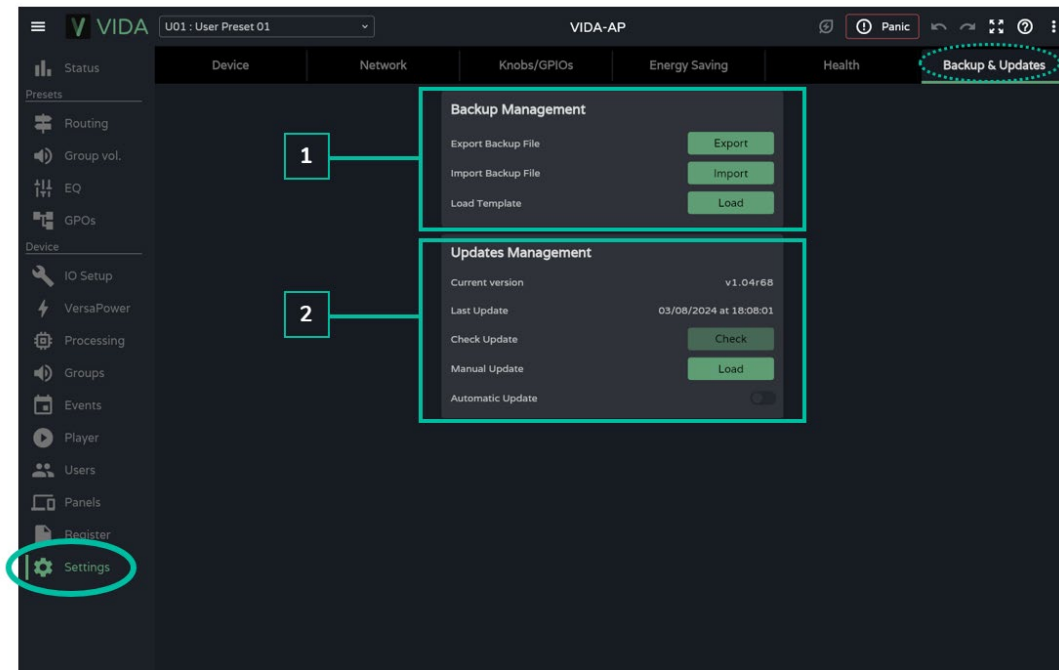 VIDA U01 : User Preset 01 VIDA-AP Panic
Status Device Network Knobs/GPIOs Energy Saving Health Backup & Updates
Presets
Routing
Group vol.
EQ
GPOs
Device
IO Setup
VersaPower
Processing
Groups
Events
Player
Users
Panels
Register
Settings
1
Backup Management
Export Backup File Export
Import Backup File Import
Load Template Load
2
Updates Management
Current version v1.04r68
Last Update 03/08/2024 at 18:08:01
Check Update Check
Manual Update Load
Automatic Update